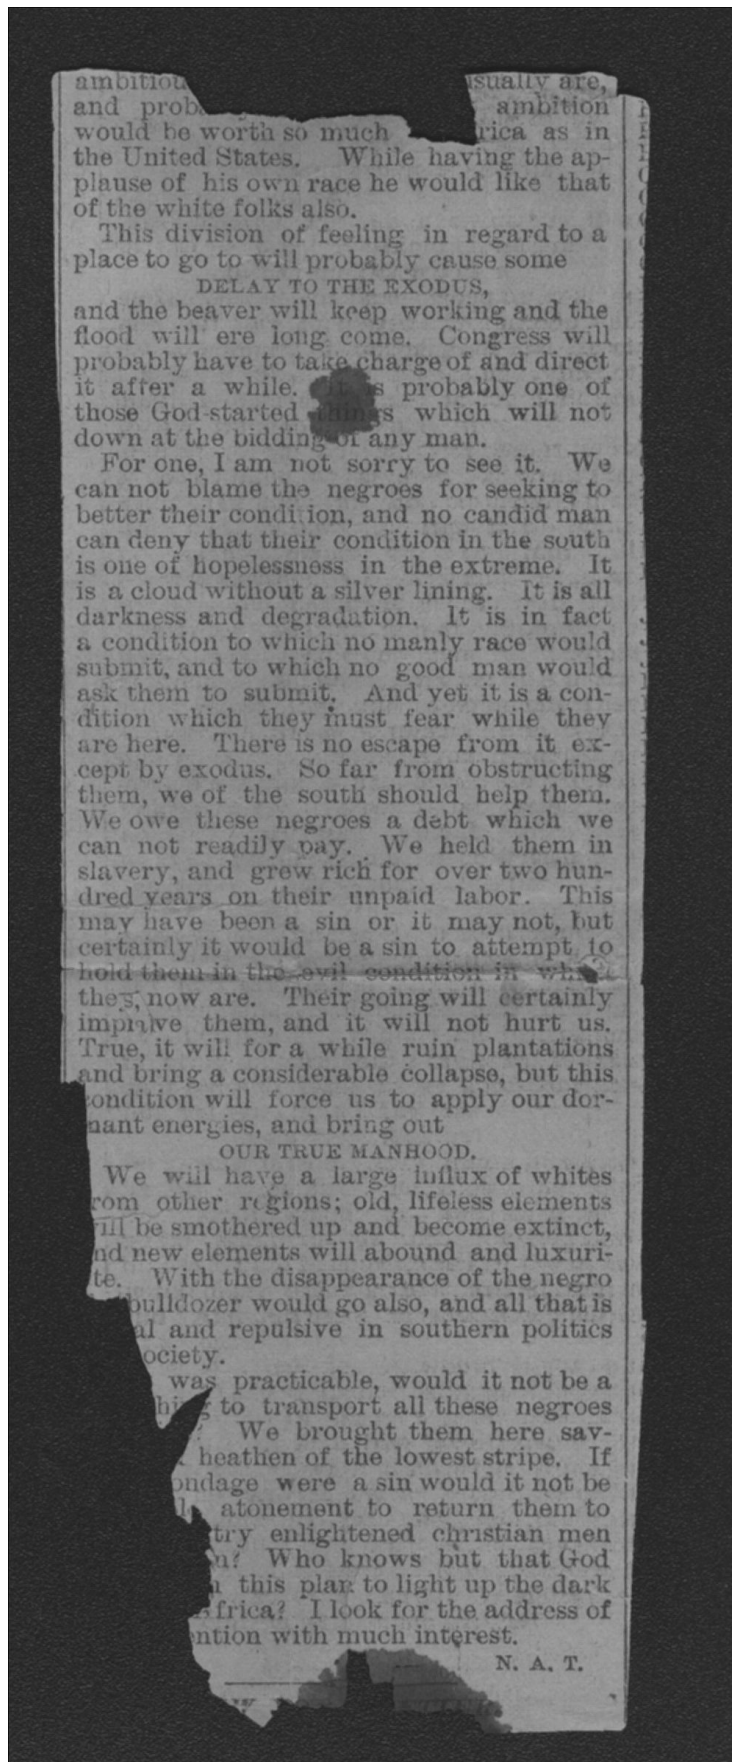 and ambition
would be worth so much as in
the United States. While having the ap-
plause of his own race he would like that
of the white folks also.
This division of feeling in regard to a
place to go to will probably cause some
DELAY TO THE EXODUS,
and the beaver will keep working and the
flood will ere long come. Congress will
probably have to take charge of and direct
it after a while. It is probably one of
those God-started things which will not
down at the bidding of any man.
For one, I am not sorry to see it. We
can not blame the negroes for seeking to
better their condition, and no candid man
can deny that their condition in the south
is one of hopelessness in the extreme. It
is a cloud without a silver lining. It is all
darkness and degradation. It is in fact
a condition to which no manly race would
submit, and to which no good man would
ask them to submit. And yet it is a con-
dition which they must fear while they
are here. There is no escape from it ex-
cept by exodus. So far from obstructing
them, we of the south should help them.
We owe these negroes a debt which we
can not readily pay. We held them in
slavery, and grew rich for over two hun-
dred years on their unpaid labor. This
may have been a sin or it may not, but
certainly it would be a sin to attempt to
hold them in the evil condition in
they now are. Their going will certainly
them, and it will not hurt us.
True, it will for a while ruin plantations
and bring a considerable collapse, but this
condition will force us to apply our dor-
mant energies, and bring out
OUR TRUE MANHOOD.
We will have a large influx of whites
from other regions; old, lifeless elements
will be smothered up and become extinct,
and new elements will abound and luxuri-
ate. With the disappearance of the negro
bulldozer would go also, and all that is
and repulsive in southern politics
society.
was practicable, would it not be a
to transport all these negroes
We brought them here sav-
heathen of the lowest stripe. If
bondage were a sin would it not be
atonement to return them to
enlightened christian men
Who knows but that God
this plan to light up the dark
Africa? I look for the address of
with much interest.
N. A. T.